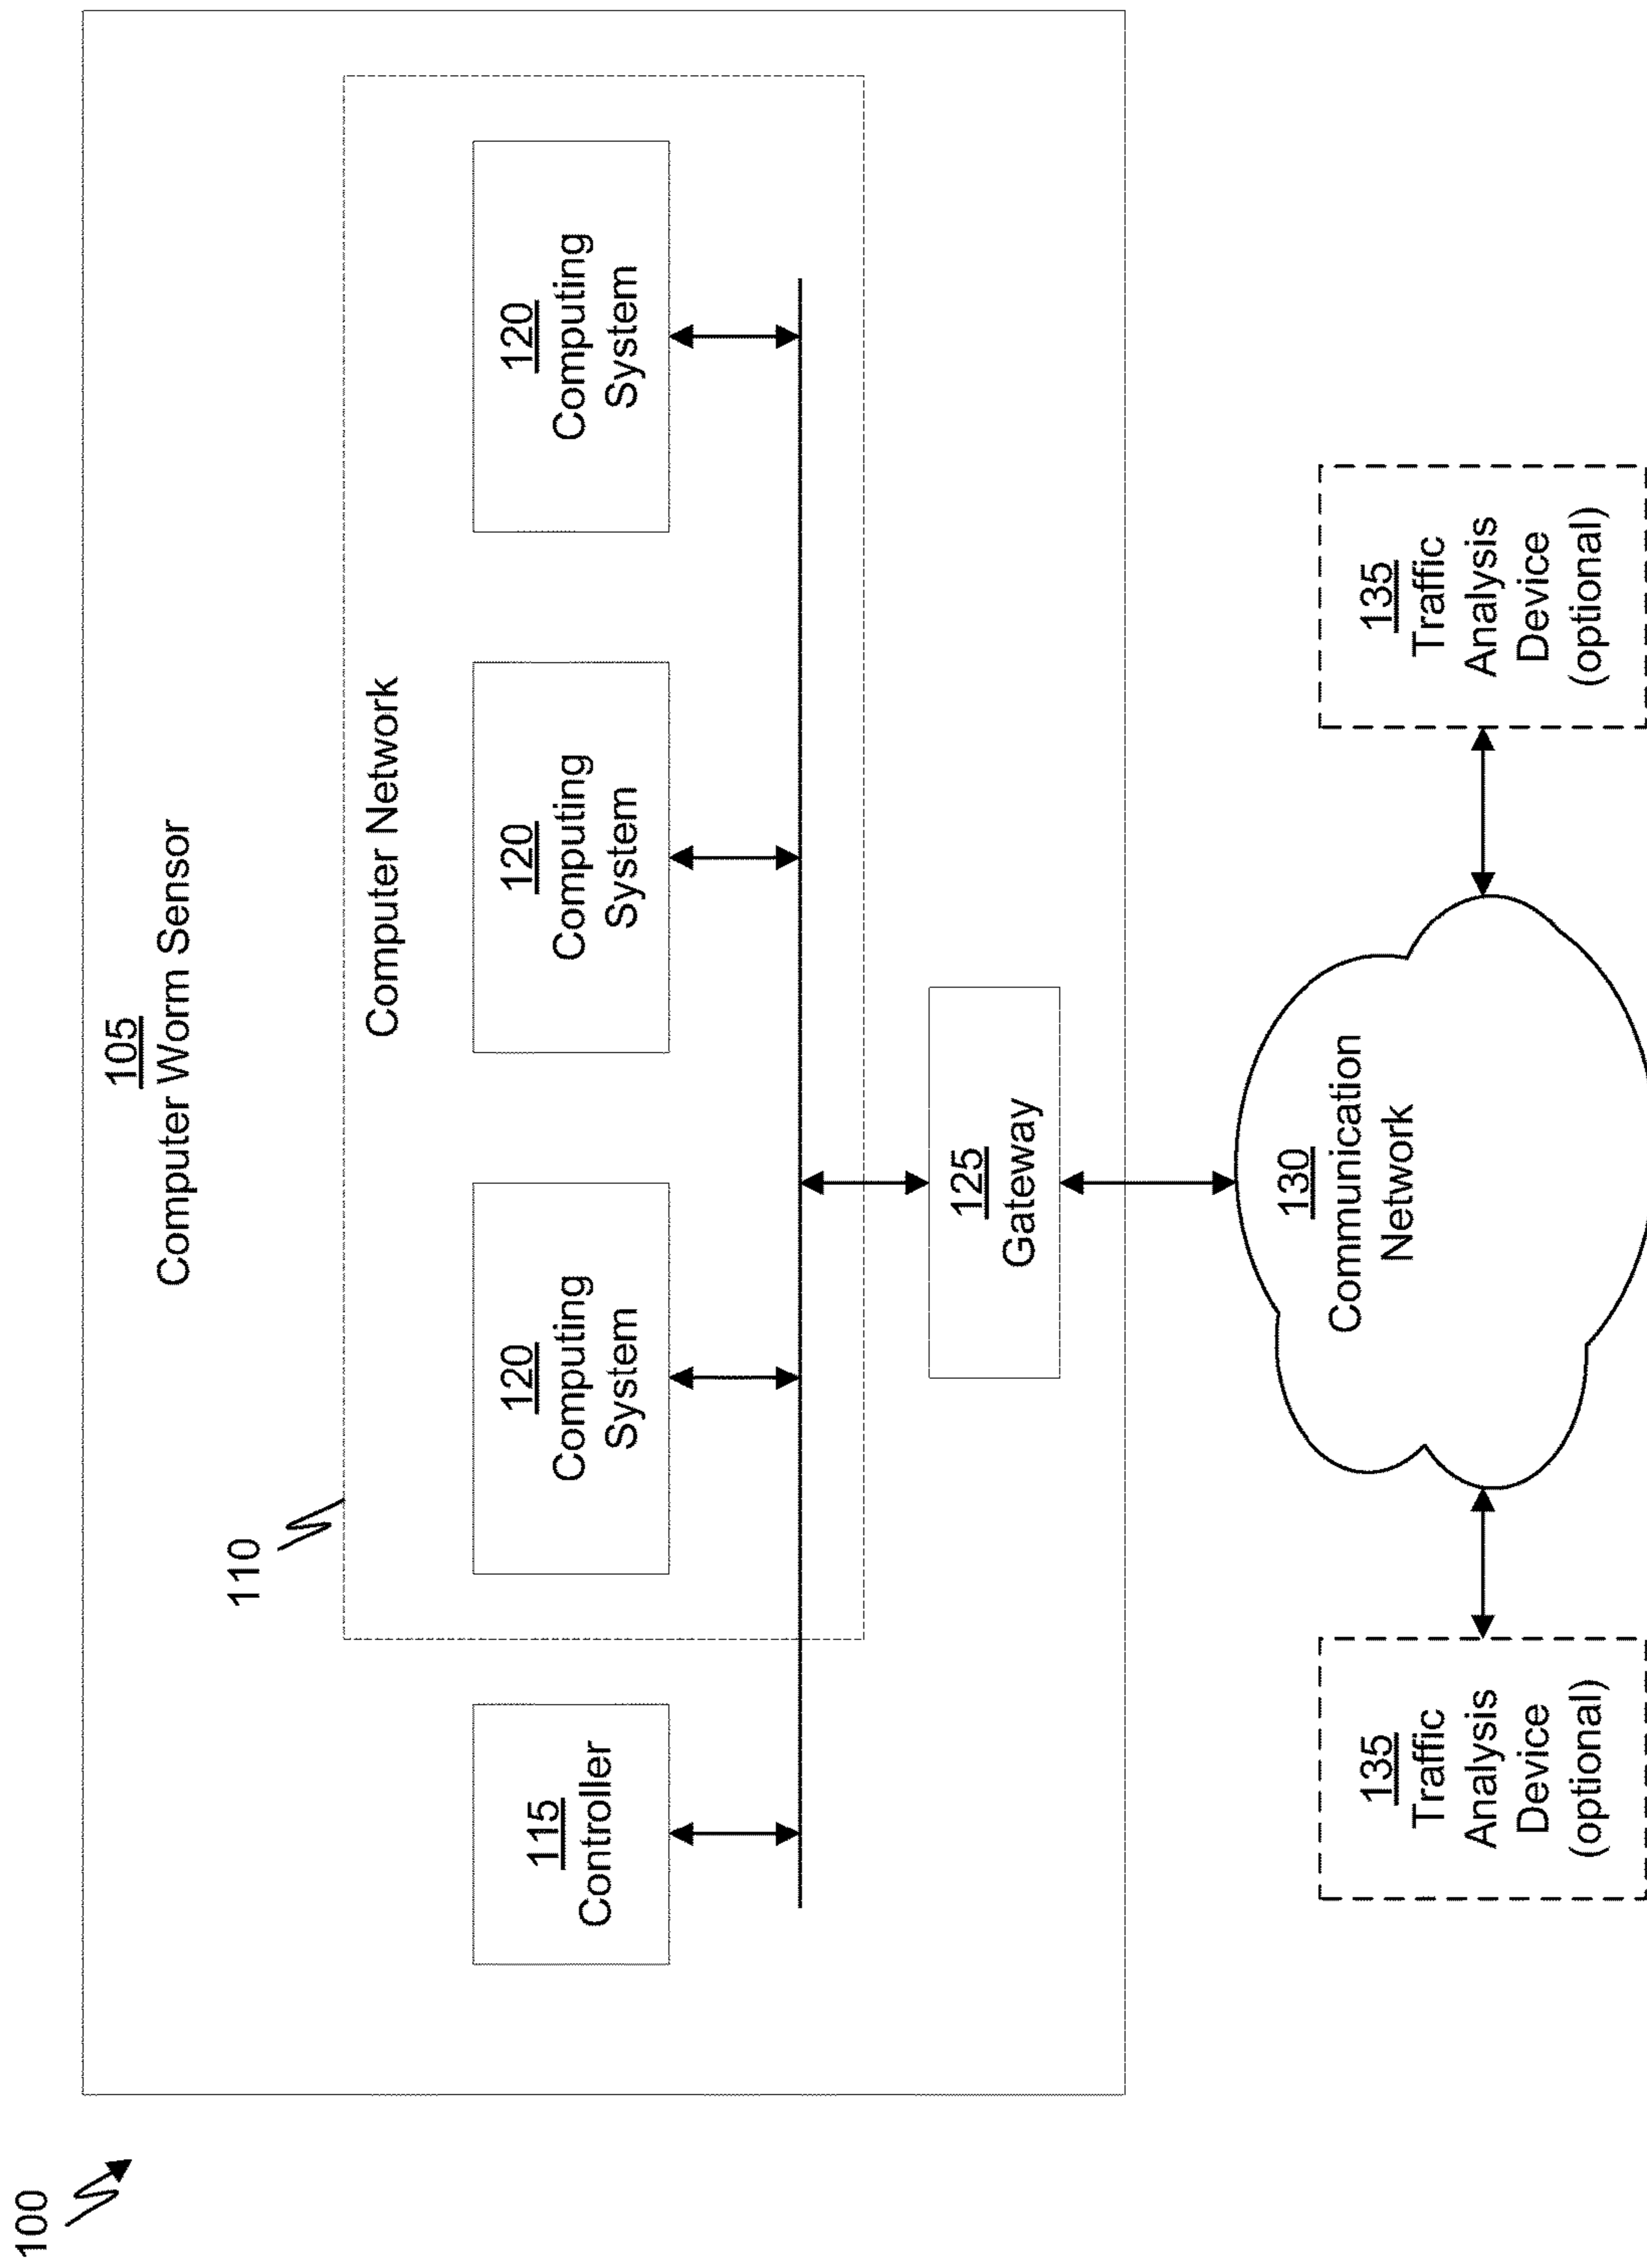 100
105
Computer Worm Sensor
110
Computer Network
115
Controller
120
Computing
System
120
Computing
System
120
Computing
System
125
Gateway
135
Traffic
Analysis
Device
(optional)
130
Communication
Network
135
Traffic
Analysis
Device
(optional)